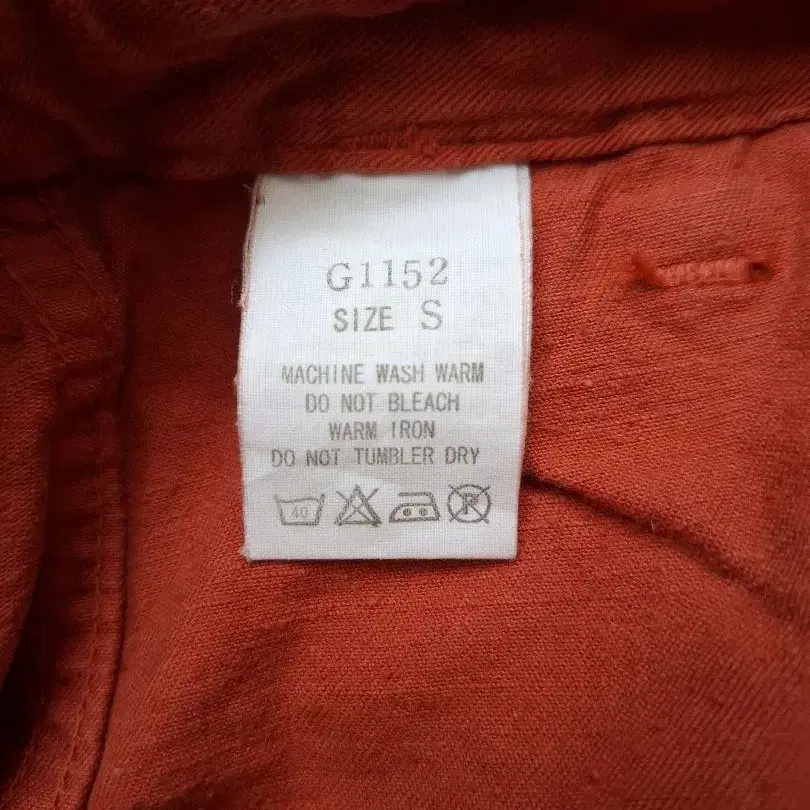 G1152
SIZE S
MACHINE WASH WARM
DO NOT BLEACH
WARM IRON
DO NOT TUMBLER DRY
40 P